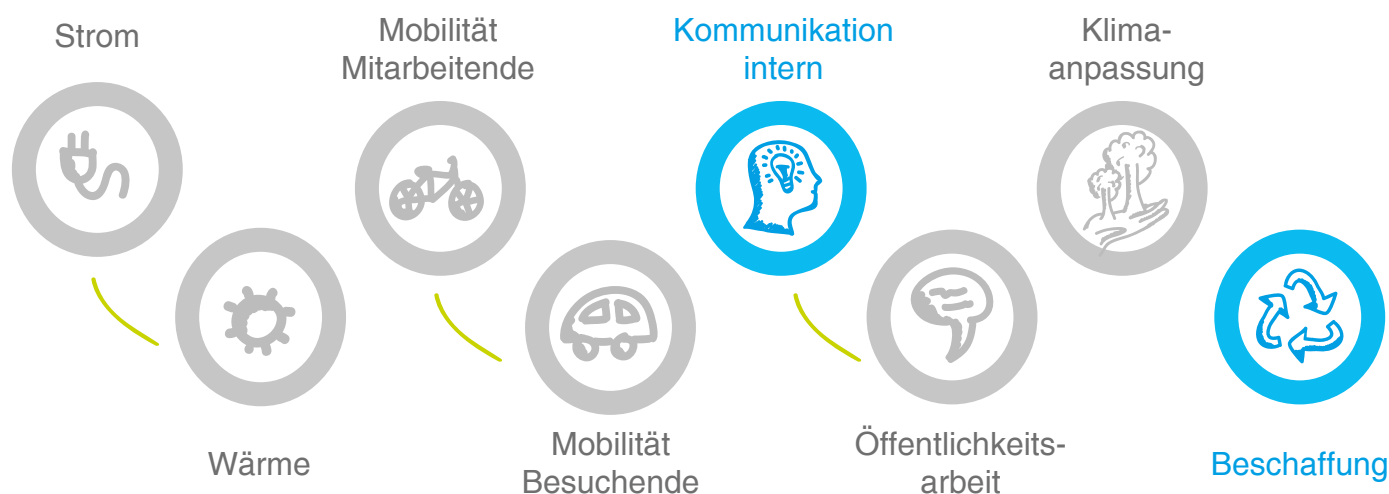 Strom
Mobilität
Mitarbeitende
Kommunikation
intern
Klima-
anpassung
Wärme
Mobilität
Besuchende
Öffentlichkeits-
arbeit
Beschaffung